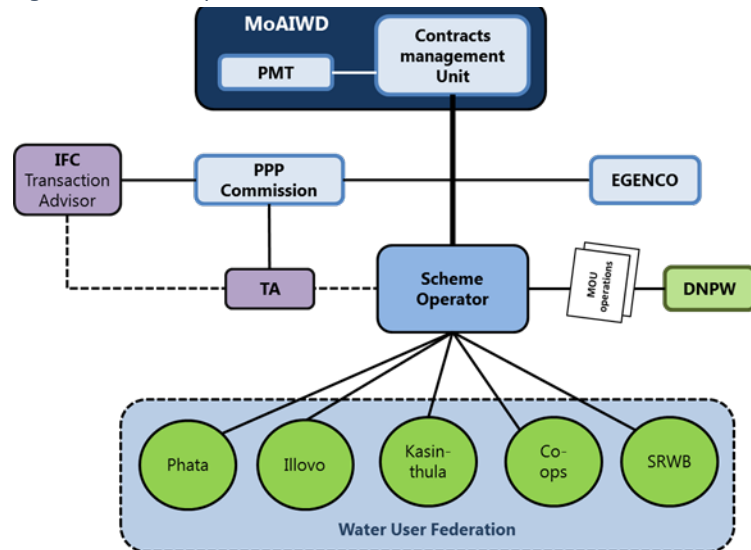 MoAIWD
Contracts
management
Unit
PMT
IFC
Transaction
Advisor
PPP
Commission
EGENCO
TA
Scheme
Operator
MOU
operations
DNPW
Phata
Illovo
Kasin-
thula
Co-
ops
SRWB
Water User Federation